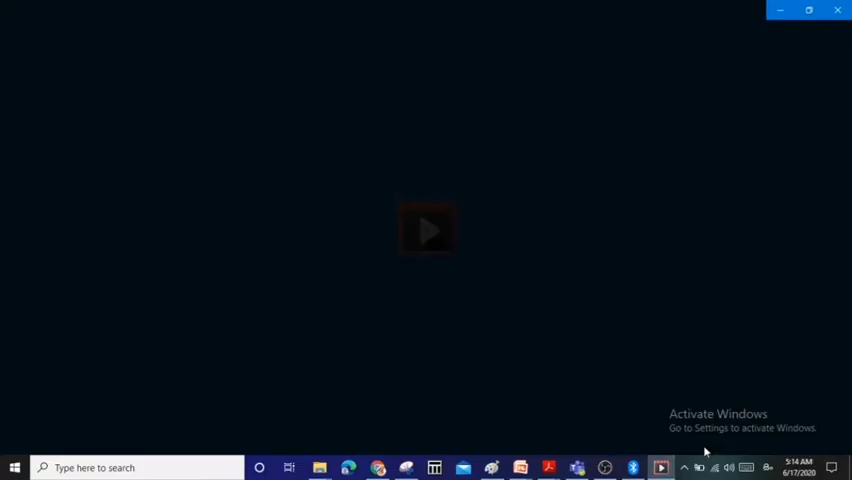 Activate Windows
Go to Settings to activate Windows.
Type here to search
5:14 AM
6/17/2020